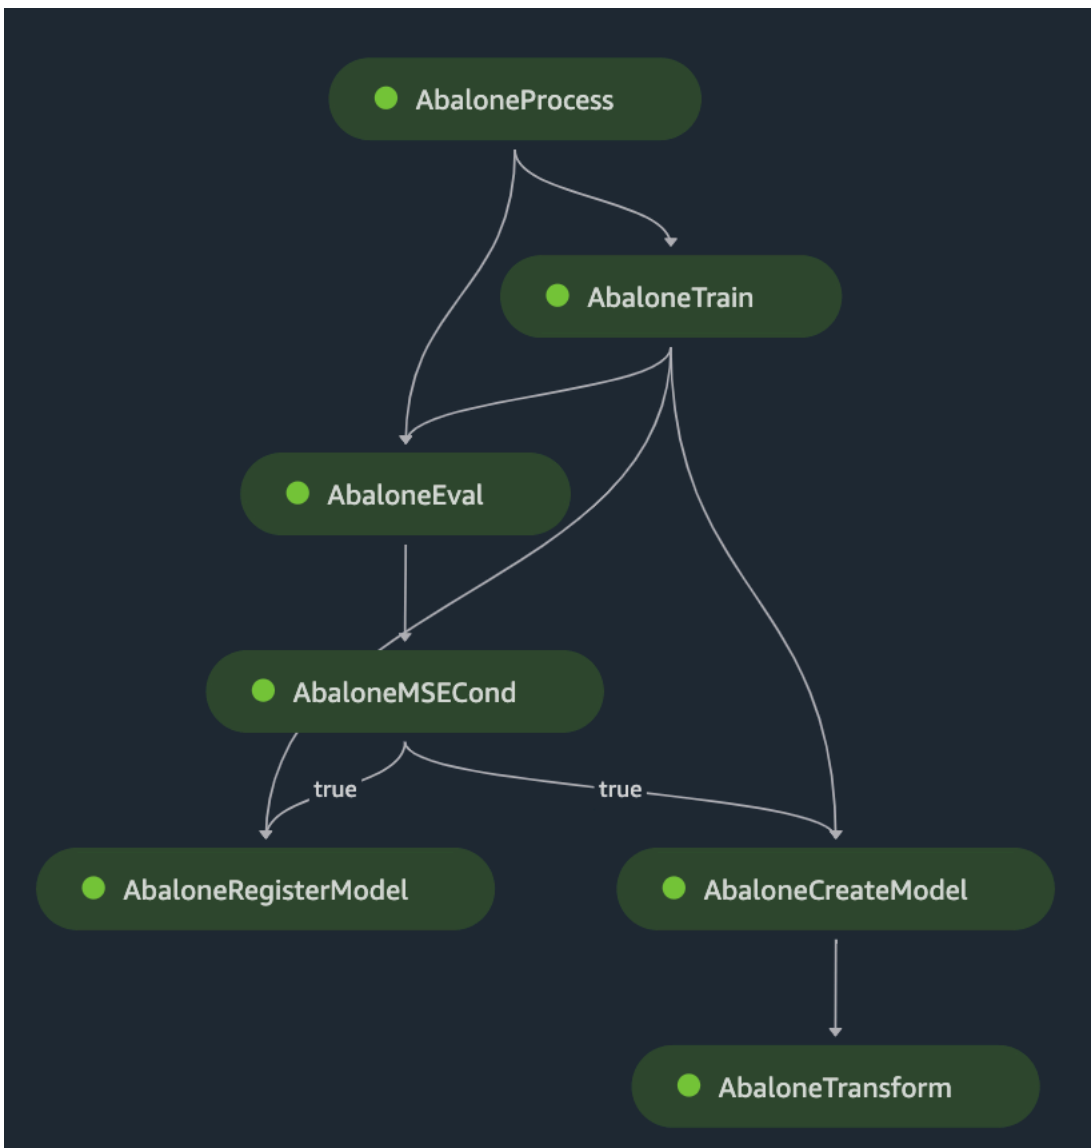 AbaloneProcess
AbaloneTrain
AbaloneEval
AbaloneMSECond
true
true
AbaloneRegisterModel
AbaloneCreateModel
AbaloneTransform